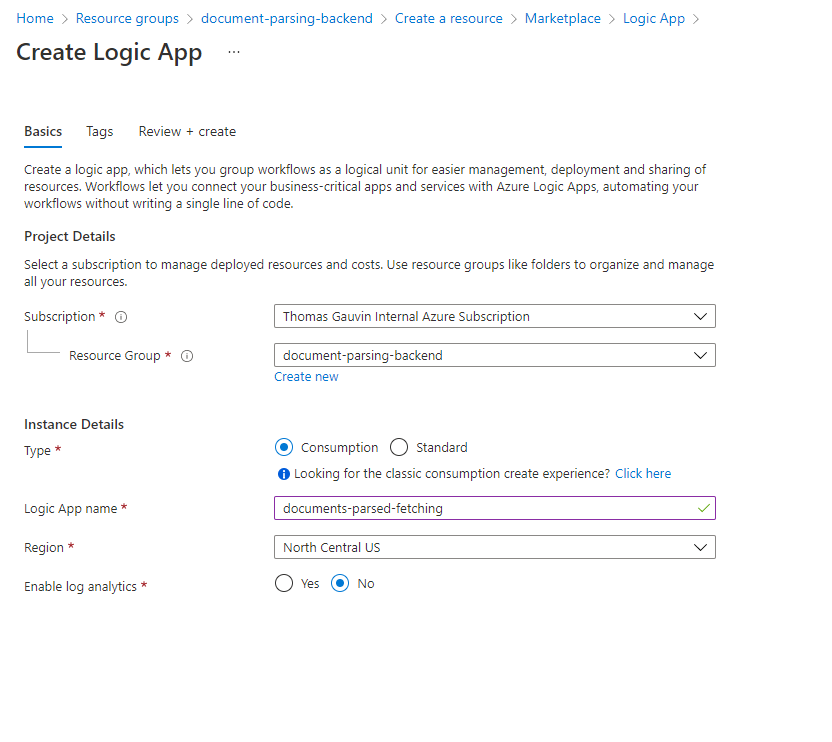 Home > Resource groups > document-parsing-backend > Create a resource > Marketplace > Logic App >
Create Logic App ...
Basics Tags Review + create
Create a logic app, which lets you group workflows as a logical unit for easier management, deployment and sharing of
resources. Workflows let you connect your business-critical apps and services with Azure Logic Apps, automating your
workflows without writing a single line of code.
Project Details
Select a subscription to manage deployed resources and costs. Use resource groups like folders to organize and manage
all your resources.
Subscription * Thomas Gauvin Internal Azure Subscription
Resource Group * document-parsing-backend
Create new
Instance Details
Type * Consumption Standard
Looking for the classic consumption create experience? Click here
Logic App name * documents-parsed-fetching
Region * North Central US
Enable log analytics * Yes No